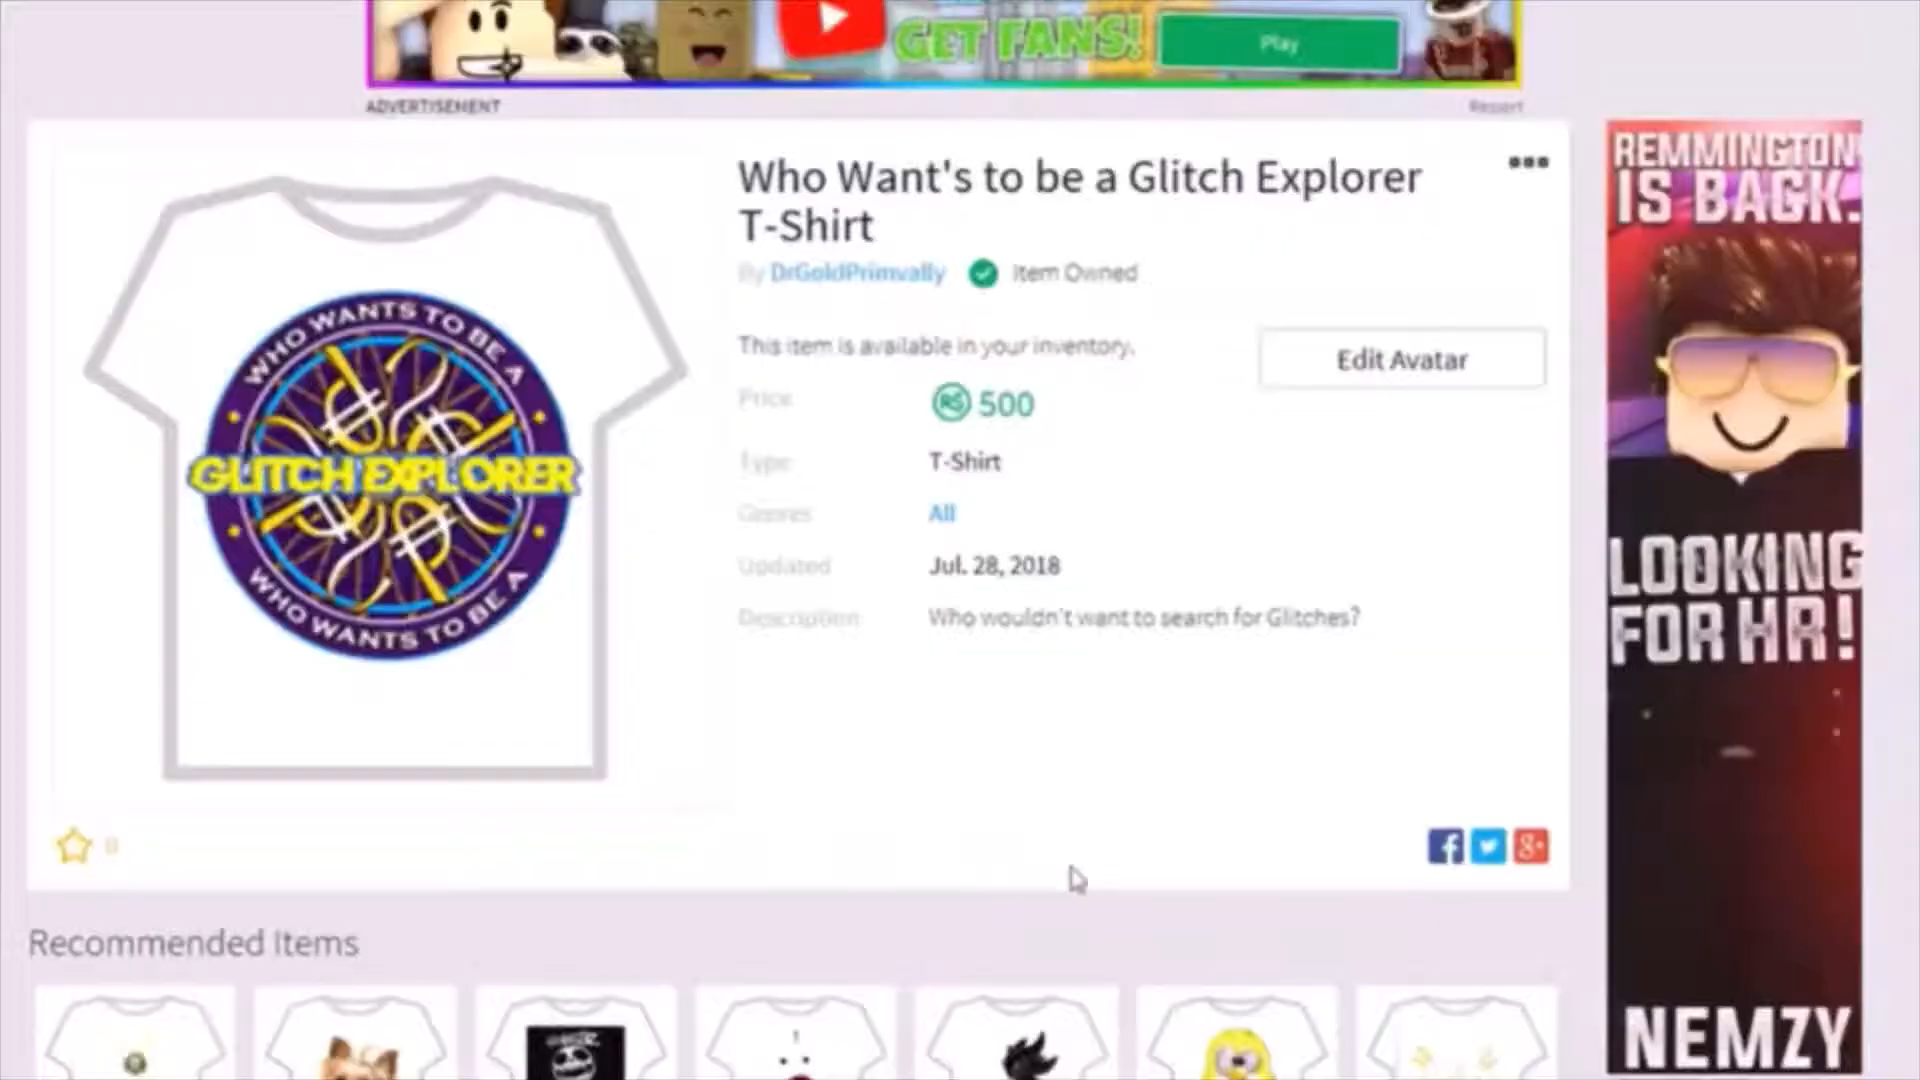 GET FANS!
Play
ADVERTISEMENT
Report
Who Want's to be a Glitch Explorer
T-Shirt
By DrGoldPrimvally
Item Owned
This item is available in your inventory.
Edit Avatar
Price
R$ 500
Type
T-Shirt
Genres
All
Updated
Jul. 28, 2018
Description
Who wouldn't want to search for Glitches?
WHO WANTS TO BE A
GLITCH EXPLORER
WHO WANTS TO BE A
REMMINGTON
IS BACK.
LOOKING
FOR HR!
NEMZY
0
f
g+
Recommended Items